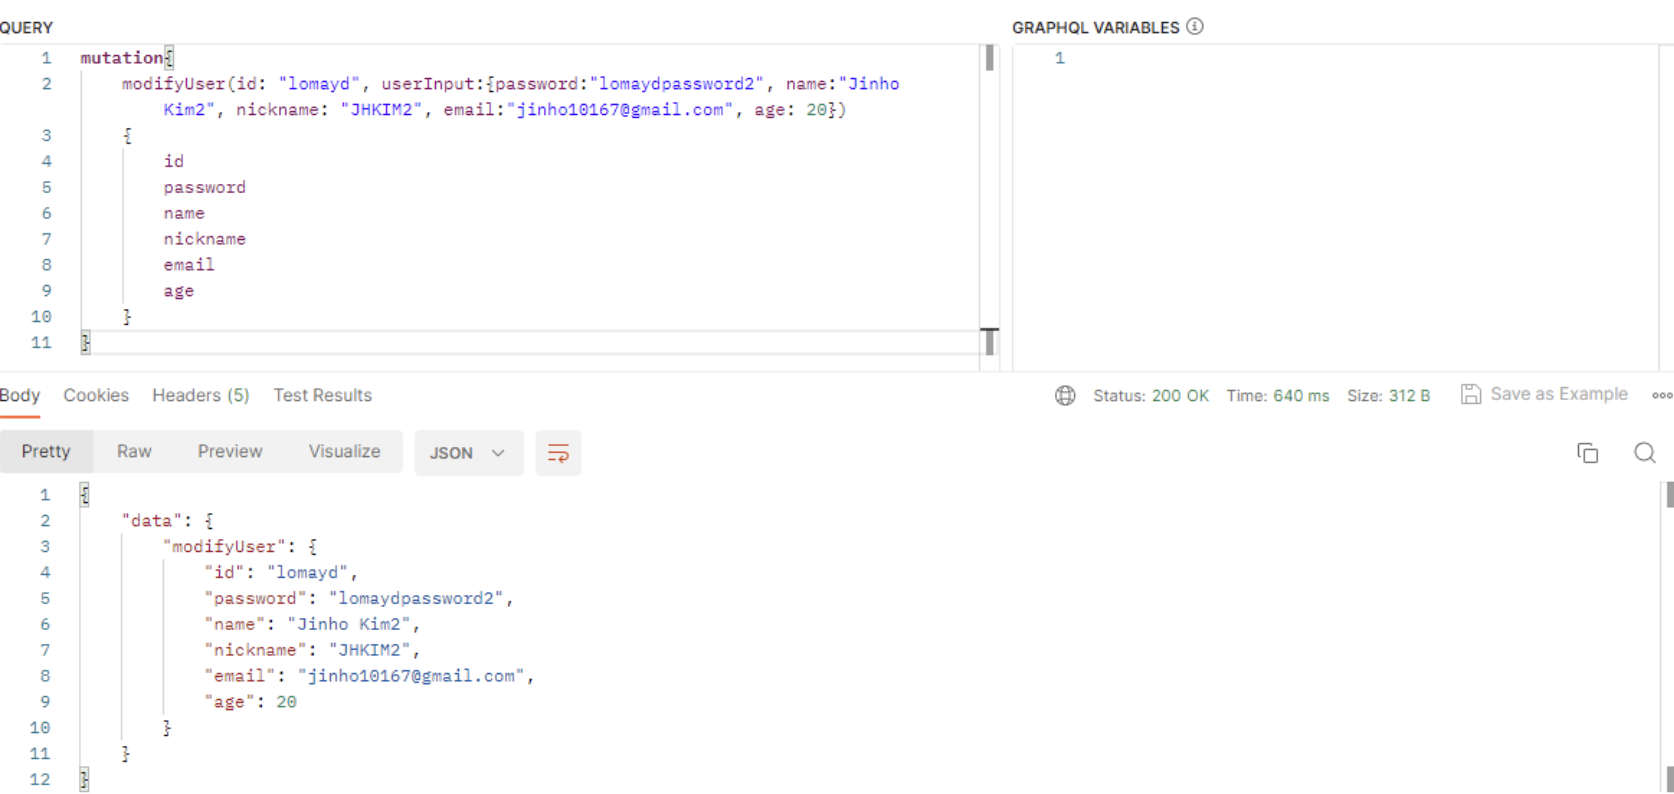 QUERY
GRAPHQL VARIABLES
1 mutation{
2 modifyUser(id: "lomayd", userInput:{password:"lomaydpassword2", name:"Jinho
Kim2", nickname: "JHKIM2", email:"jinho10167@gmail.com", age: 20})
3 {
4 id
5 password
6 name
7 nickname
8 email
9 age
10 }
11 }
1
Body Cookies Headers (5) Test Results
Status: 200 OK Time: 640 ms Size: 312 B Save as Example
Pretty Raw Preview Visualize JSON
1 {
2 "data": {
3 "modifyUser": {
4 "id": "lomayd",
5 "password": "lomaydpassword2",
6 "name": "Jinho Kim2",
7 "nickname": "JHKIM2",
8 "email": "jinho10167@gmail.com",
9 "age": 20
10 }
11 }
12 }